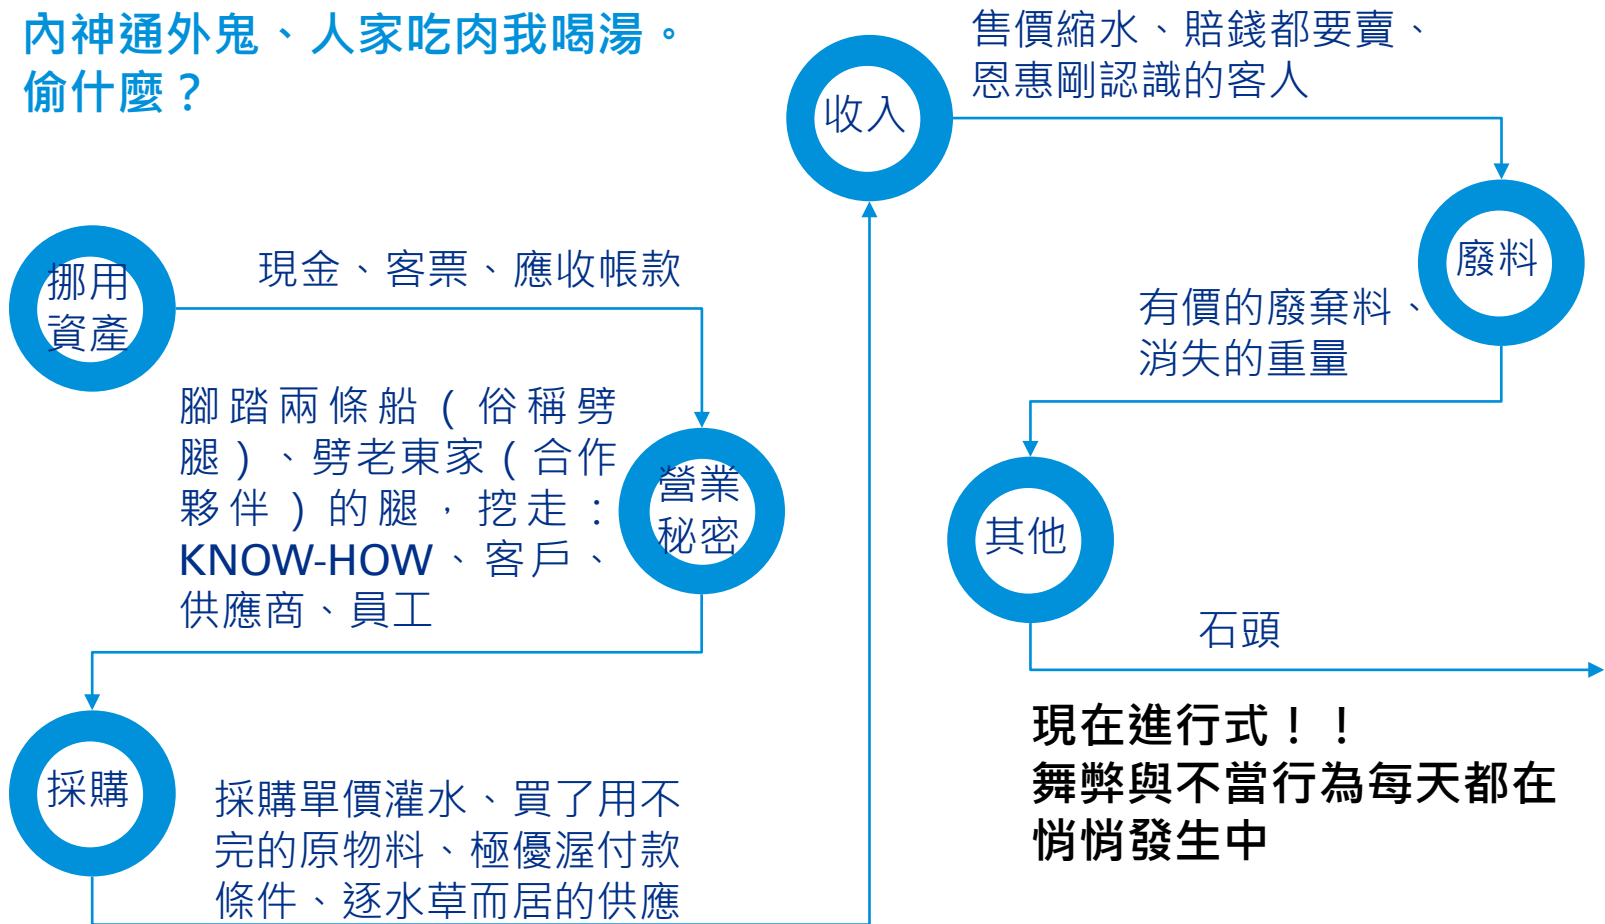 內神通外鬼、人家吃肉我喝湯。
偷什麼？
挪用
資產
現金、客票、應收帳款
腳踏兩條船（俗稱劈
腿）、劈老東家（合作
夥伴）的腿，挖走：
KNOW-HOW、客戶、
供應商、員工
營業
秘密
採購
採購單價灌水、買了用不
完的原物料、極優渥付款
條件、逐水草而居的供應
收入
售價縮水、賠錢都要賣、
恩惠剛認識的客人
廢料
有價的廢棄料、
消失的重量
其他
石頭
現在進行式！！
舞弊與不當行為每天都在
悄悄發生中